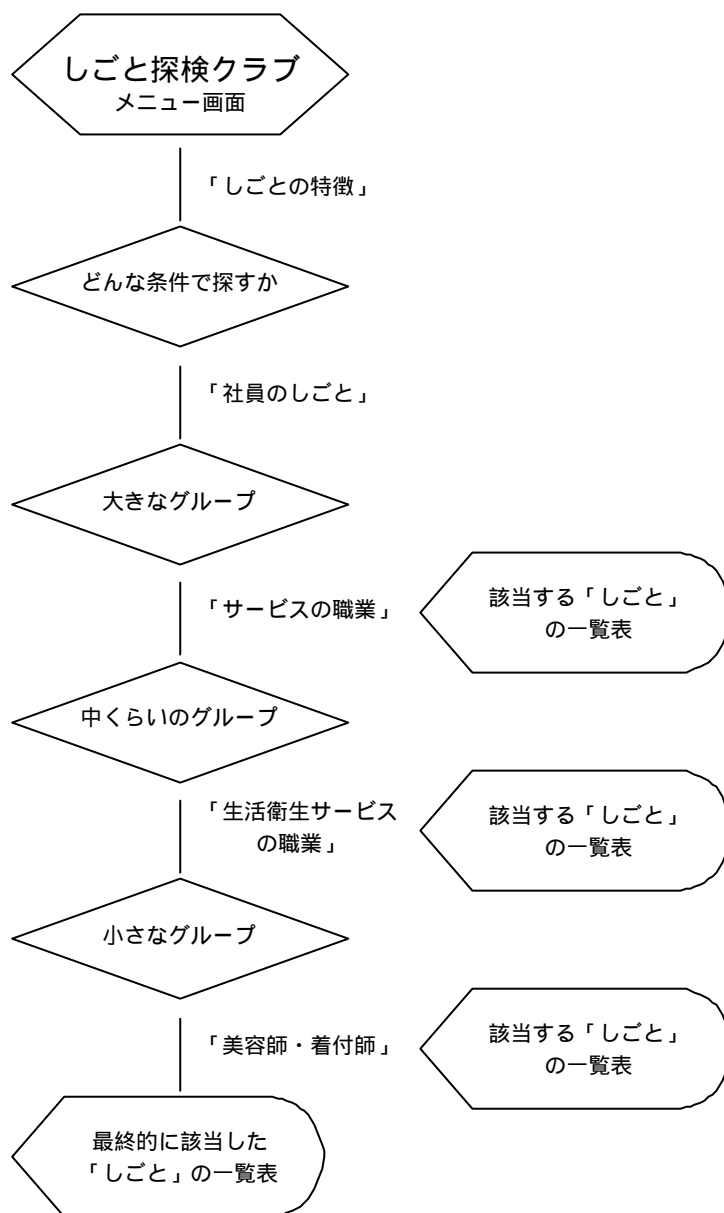 しごと探検クラブ
メニュー画面
「しごとの特徴」
どんな条件で探すか
「社員のしごと」
大きなグループ
「サービスの職業」
該当する「しごと」
の一覧表
中くらいのグループ
「生活衛生サービス
の職業」
該当する「しごと」
の一覧表
小さなグループ
「美容師・着付師」
該当する「しごと」
の一覧表
最終的に該当した
「しごと」の一覧表